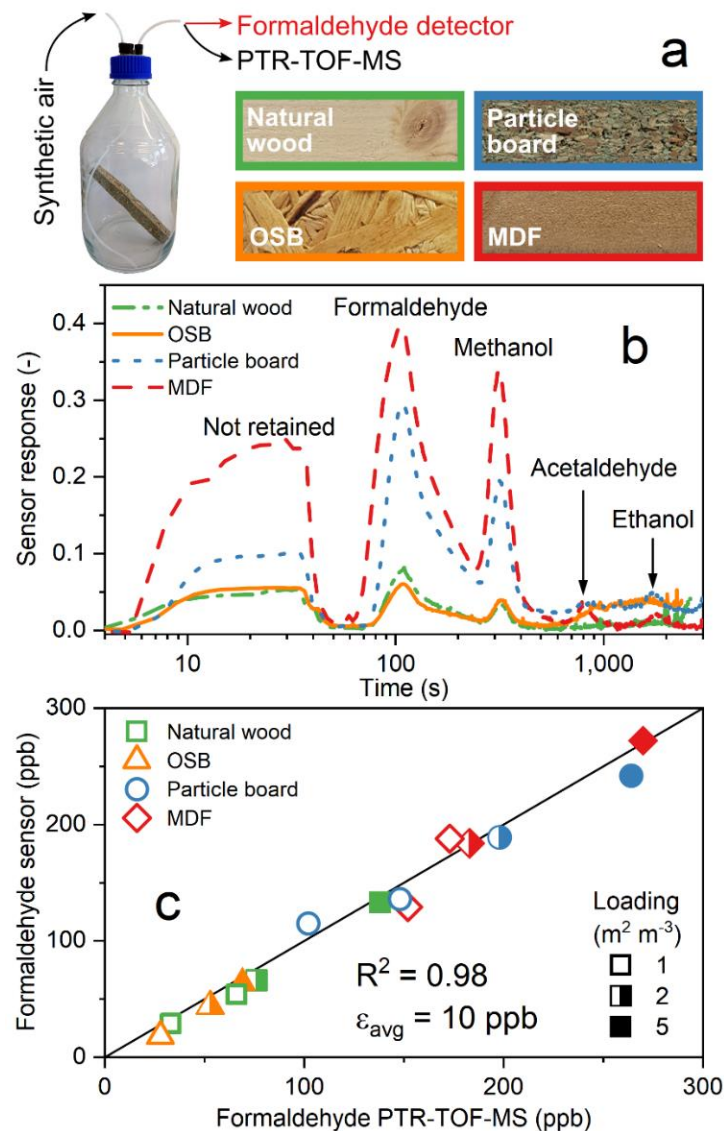 Synthetic air
Formaldehyde detector
PTR-TOF-MS
a
Natural
wood
Particle
board
OSB
MDF
Natural wood
OSB
Particle board
MDF
Formaldehyde
Methanol
Not retained
Acetaldehyde
Ethanol
b
Sensor response (-)
0.4
0.3
0.2
0.1
0.0
10
100
1,000
Time (s)
Formaldehyde sensor (ppb)
300
200
100
0
Natural wood
OSB
Particle board
MDF
c
R² = 0.98
εavg = 10 ppb
Loading
(m² m⁻³)
1
2
5
0
100
200
300
Formaldehyde PTR-TOF-MS (ppb)